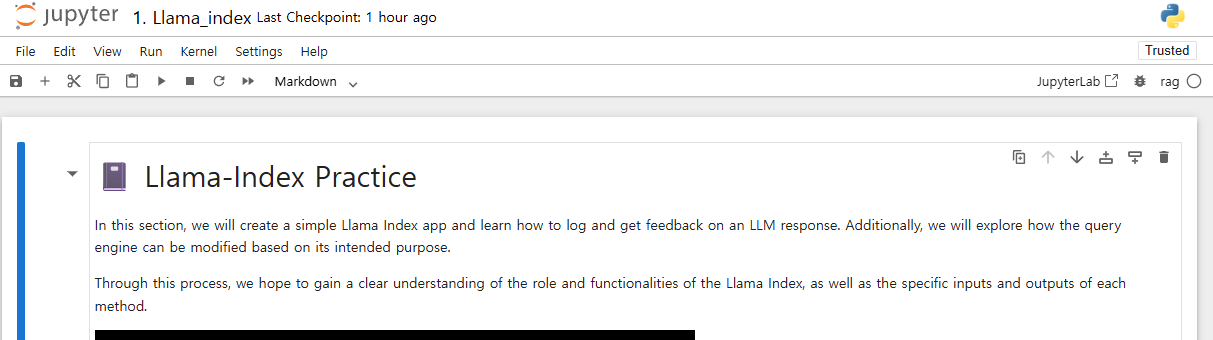 jupyter 1. Llama_index Last Checkpoint: 1 hour ago
File Edit View Run Kernel Settings Help Trusted
Markdown JupyterLab rag
Llama-Index Practice
In this section, we will create a simple Llama Index app and learn how to log and get feedback on an LLM response. Additionally, we will explore how the query
engine can be modified based on its intended purpose.
Through this process, we hope to gain a clear understanding of the role and functionalities of the Llama Index, as well as the specific inputs and outputs of each
method.